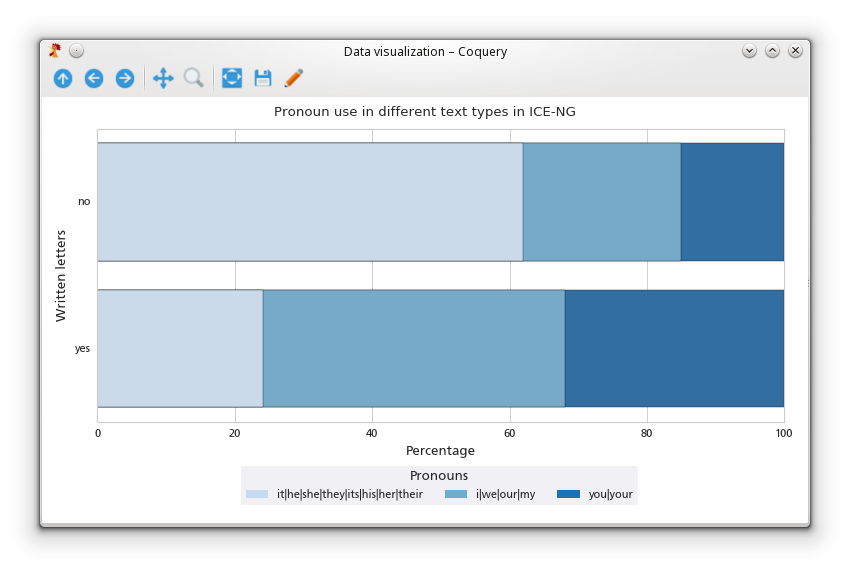 Data visualization – Coquery
Pronoun use in different text types in ICE-NG
no
Written letters
yes
0 20 40 60 80 100
Percentage
Pronouns
it|he|she|they|its|his|her|their i|we|our|my you|your